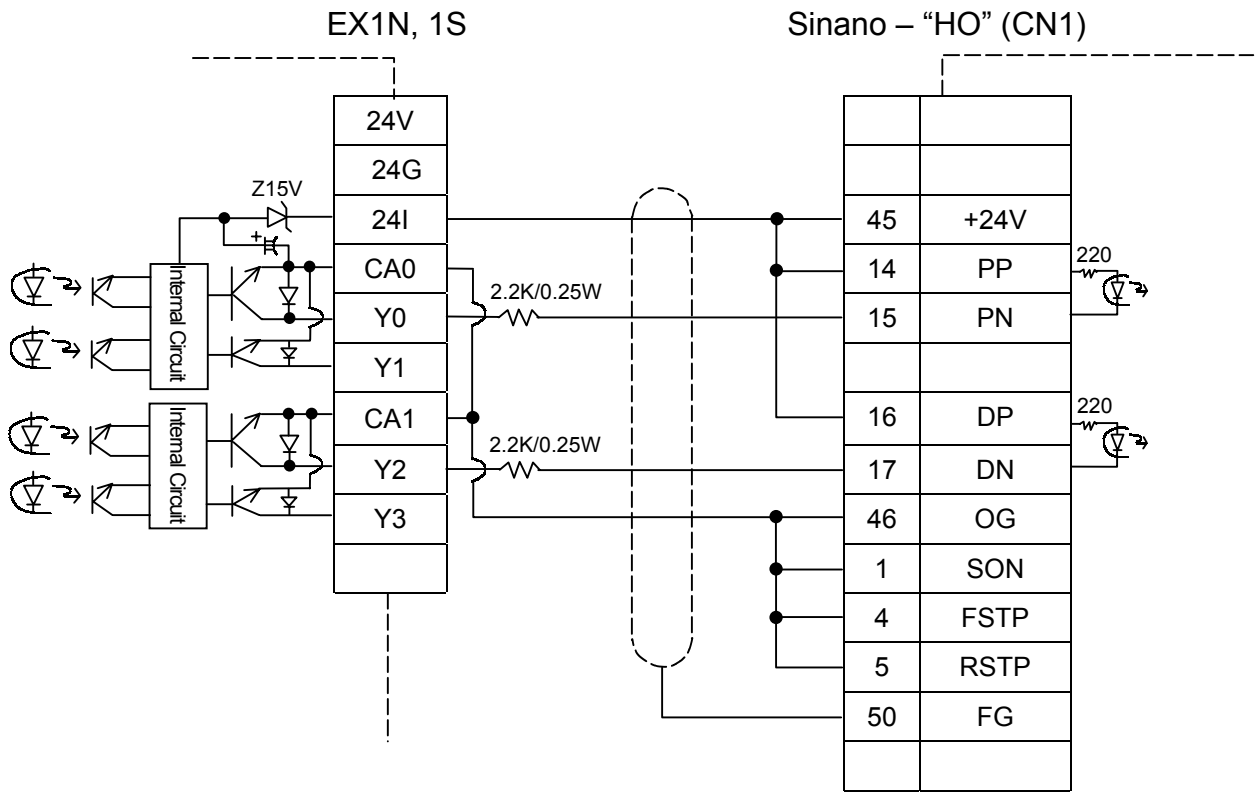 EX1N, 1S
Sinano – “HO” (CN1)
24V
24G
Z15V
24I
45 +24V
+
CA0
14 PP
220
Internal Circuit
2.2K/0.25W
Y0
15 PN
Y1
CA1
16 DP
220
Internal Circuit
2.2K/0.25W
Y2
17 DN
Y3
46 OG
1 SON
4 FSTP
5 RSTP
50 FG